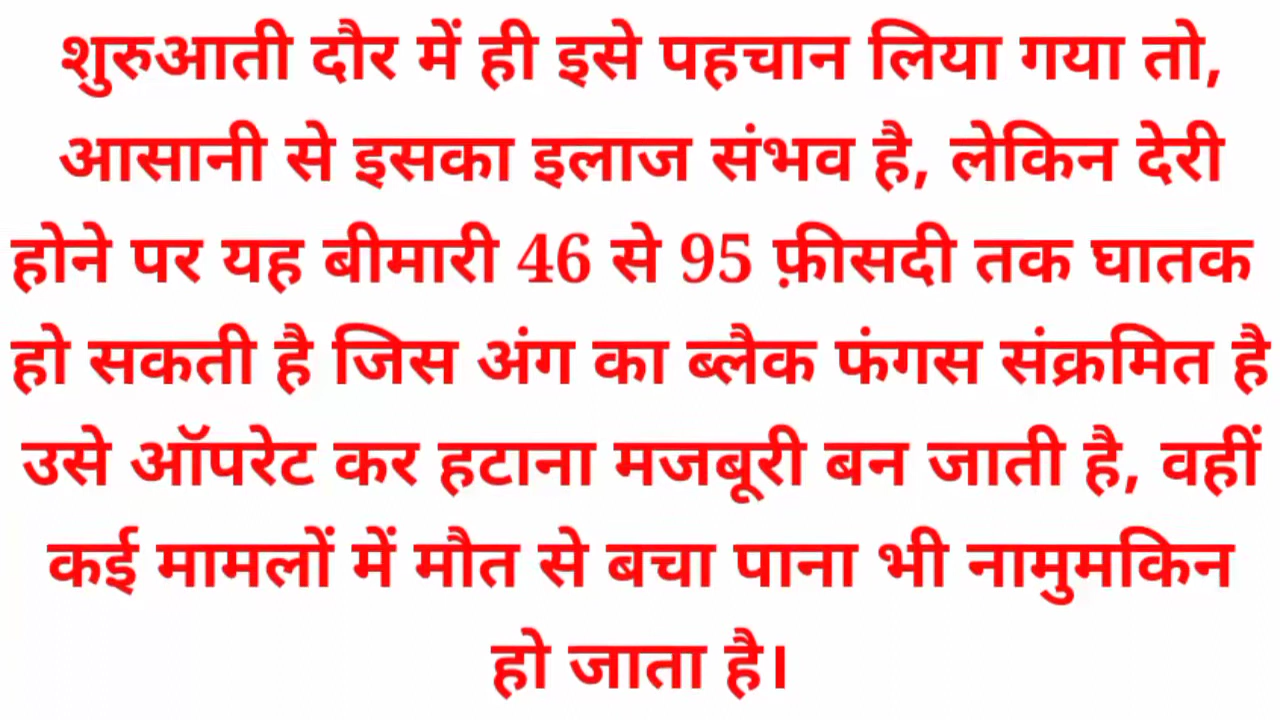 शुरुआती दौर में ही इसे पहचान लिया गया तो,
आसानी से इसका इलाज संभव है, लेकिन देरी
होने पर यह बीमारी 46 से 95 फ़ीसदी तक घातक
हो सकती है जिस अंग का ब्लैक फंगस संक्रमित है
उसे ऑपरेट कर हटाना मजबूरी बन जाती है, वहीं
कई मामलों में मौत से बचा पाना भी नामुमकिन
हो जाता है।